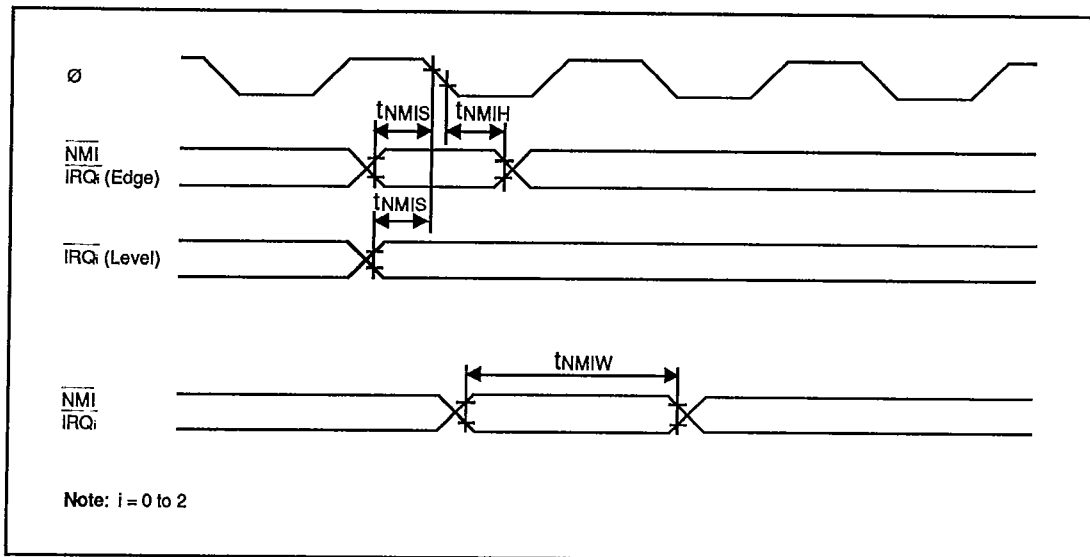 Ø
tNMIS tNMIH
NMI
IRQi (Edge)
tNMIS
IRQi (Level)
tNMIW
NMI
IRQi
Note: i = 0 to 2